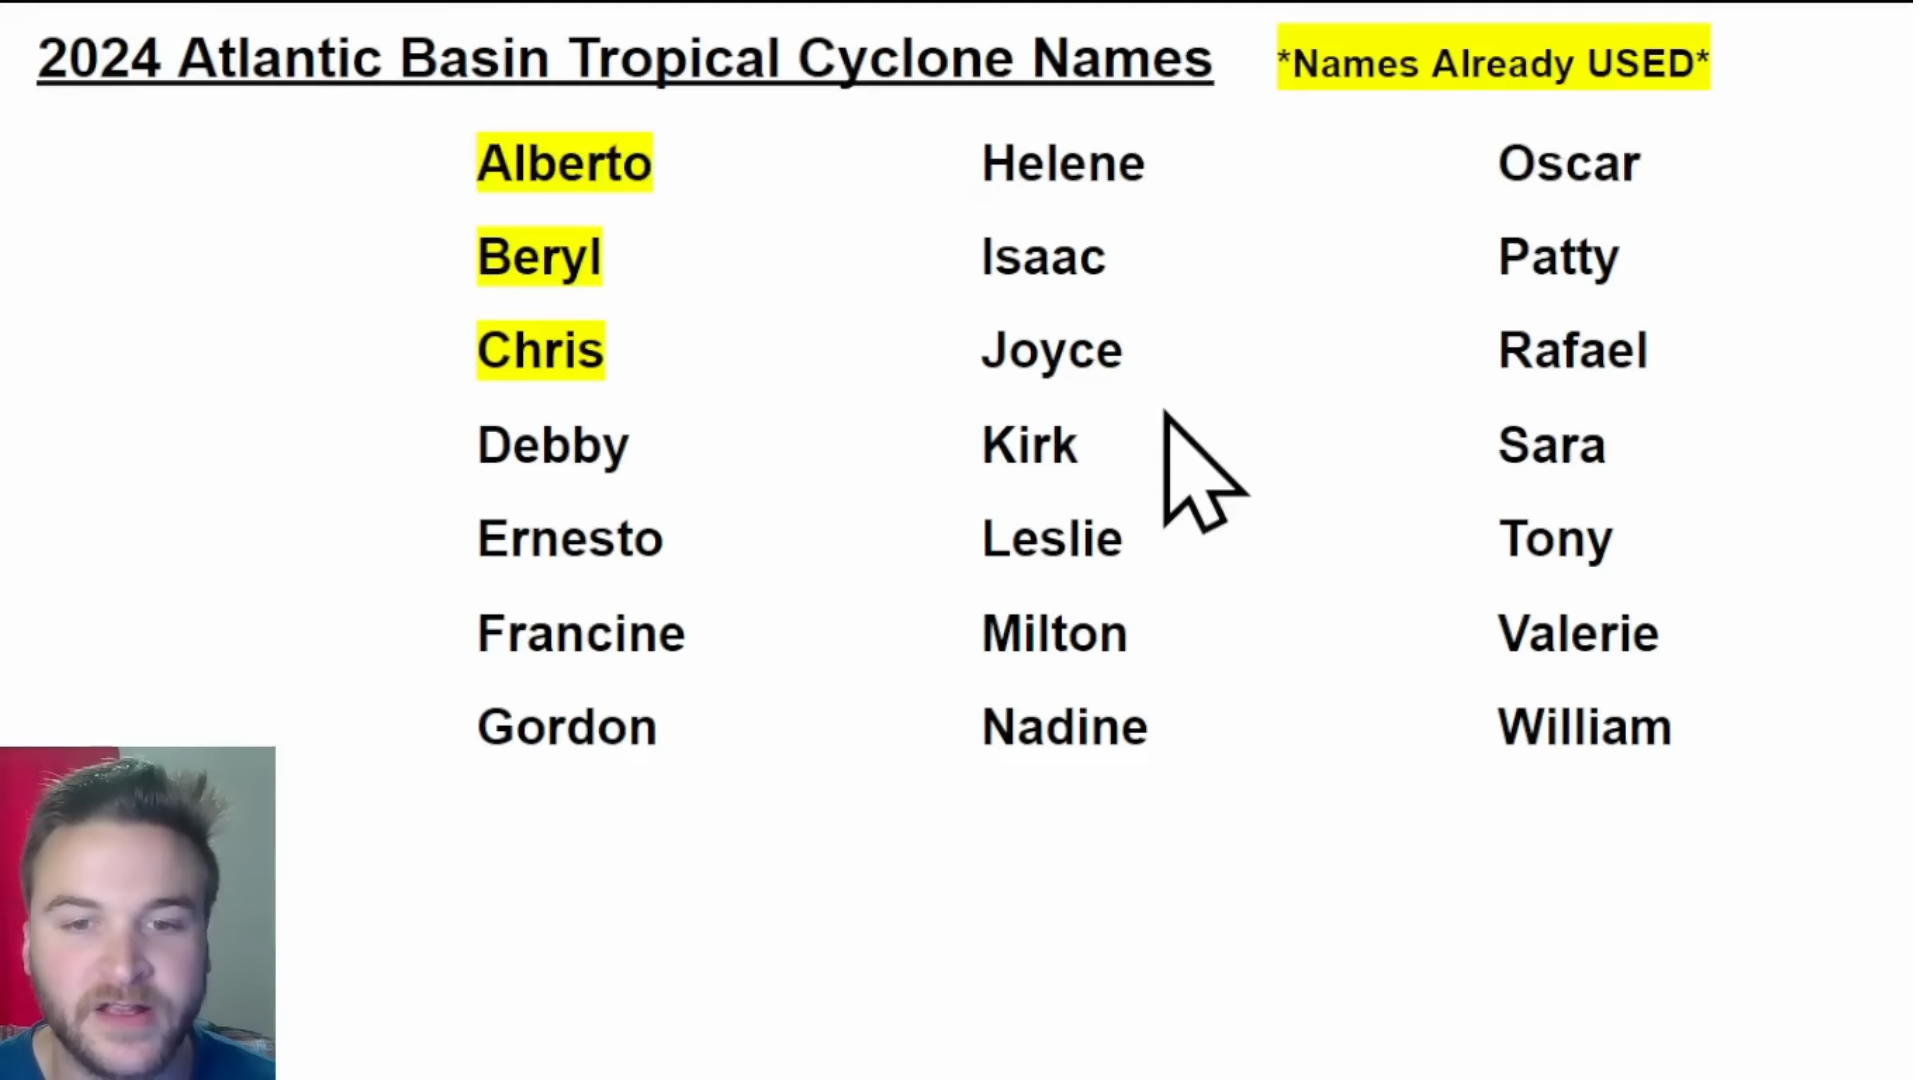 2024 Atlantic Basin Tropical Cyclone Names *Names Already USED*
Alberto Helene Oscar
Beryl Isaac Patty
Chris Joyce Rafael
Debby Kirk Sara
Ernesto Leslie Tony
Francine Milton Valerie
Gordon Nadine William